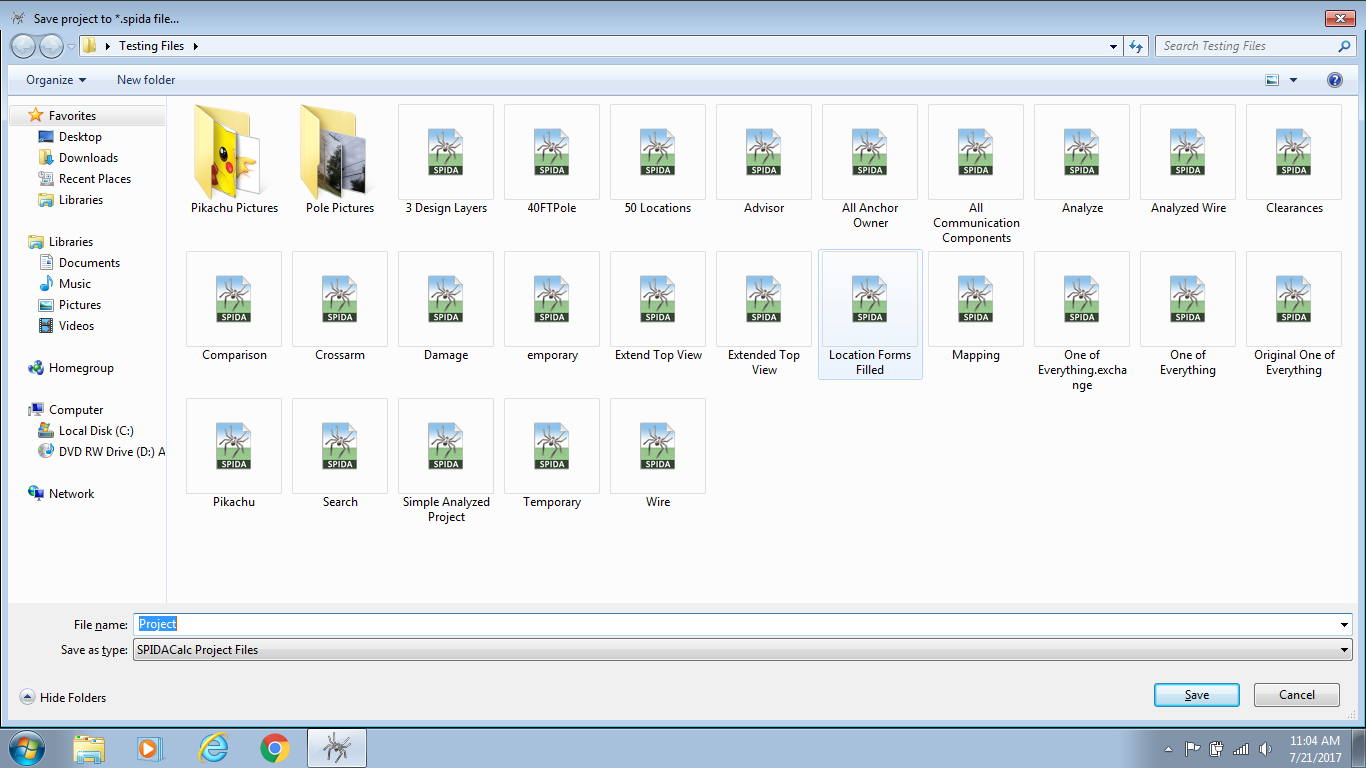 Save project to *.spida file...
Testing Files
Search Testing Files
Organize
New folder
Favorites
Desktop
Downloads
Recent Places
Libraries
Libraries
Documents
Music
Pictures
Videos
Homegroup
Computer
Local Disk (C:)
DVD RW Drive (D:) A
Network
Pikachu Pictures
Pole Pictures
SPIDA
3 Design Layers
SPIDA
40FTPole
SPIDA
50 Locations
SPIDA
Advisor
SPIDA
All Anchor
Owner
SPIDA
All
Communication
Components
SPIDA
Analyze
SPIDA
Analyzed Wire
SPIDA
Clearances
SPIDA
Comparison
SPIDA
Crossarm
SPIDA
Damage
SPIDA
emporary
SPIDA
Extend Top View
SPIDA
Extended Top
View
SPIDA
Location Forms
Filled
SPIDA
Mapping
SPIDA
One of
Everything.excha
nge
SPIDA
One of
Everything
SPIDA
Original One of
Everything
SPIDA
Pikachu
SPIDA
Search
SPIDA
Simple Analyzed
Project
SPIDA
Temporary
SPIDA
Wire
File name: Project
Save as type: SPIDACalc Project Files
Hide Folders
Save
Cancel
11:04 AM
7/21/2017